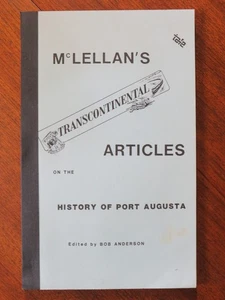 McLELLAN'S
TRANSCONTINENTAL
ARTICLES
ON THE
HISTORY OF PORT AUGUSTA
Edited by BOB ANDERSON